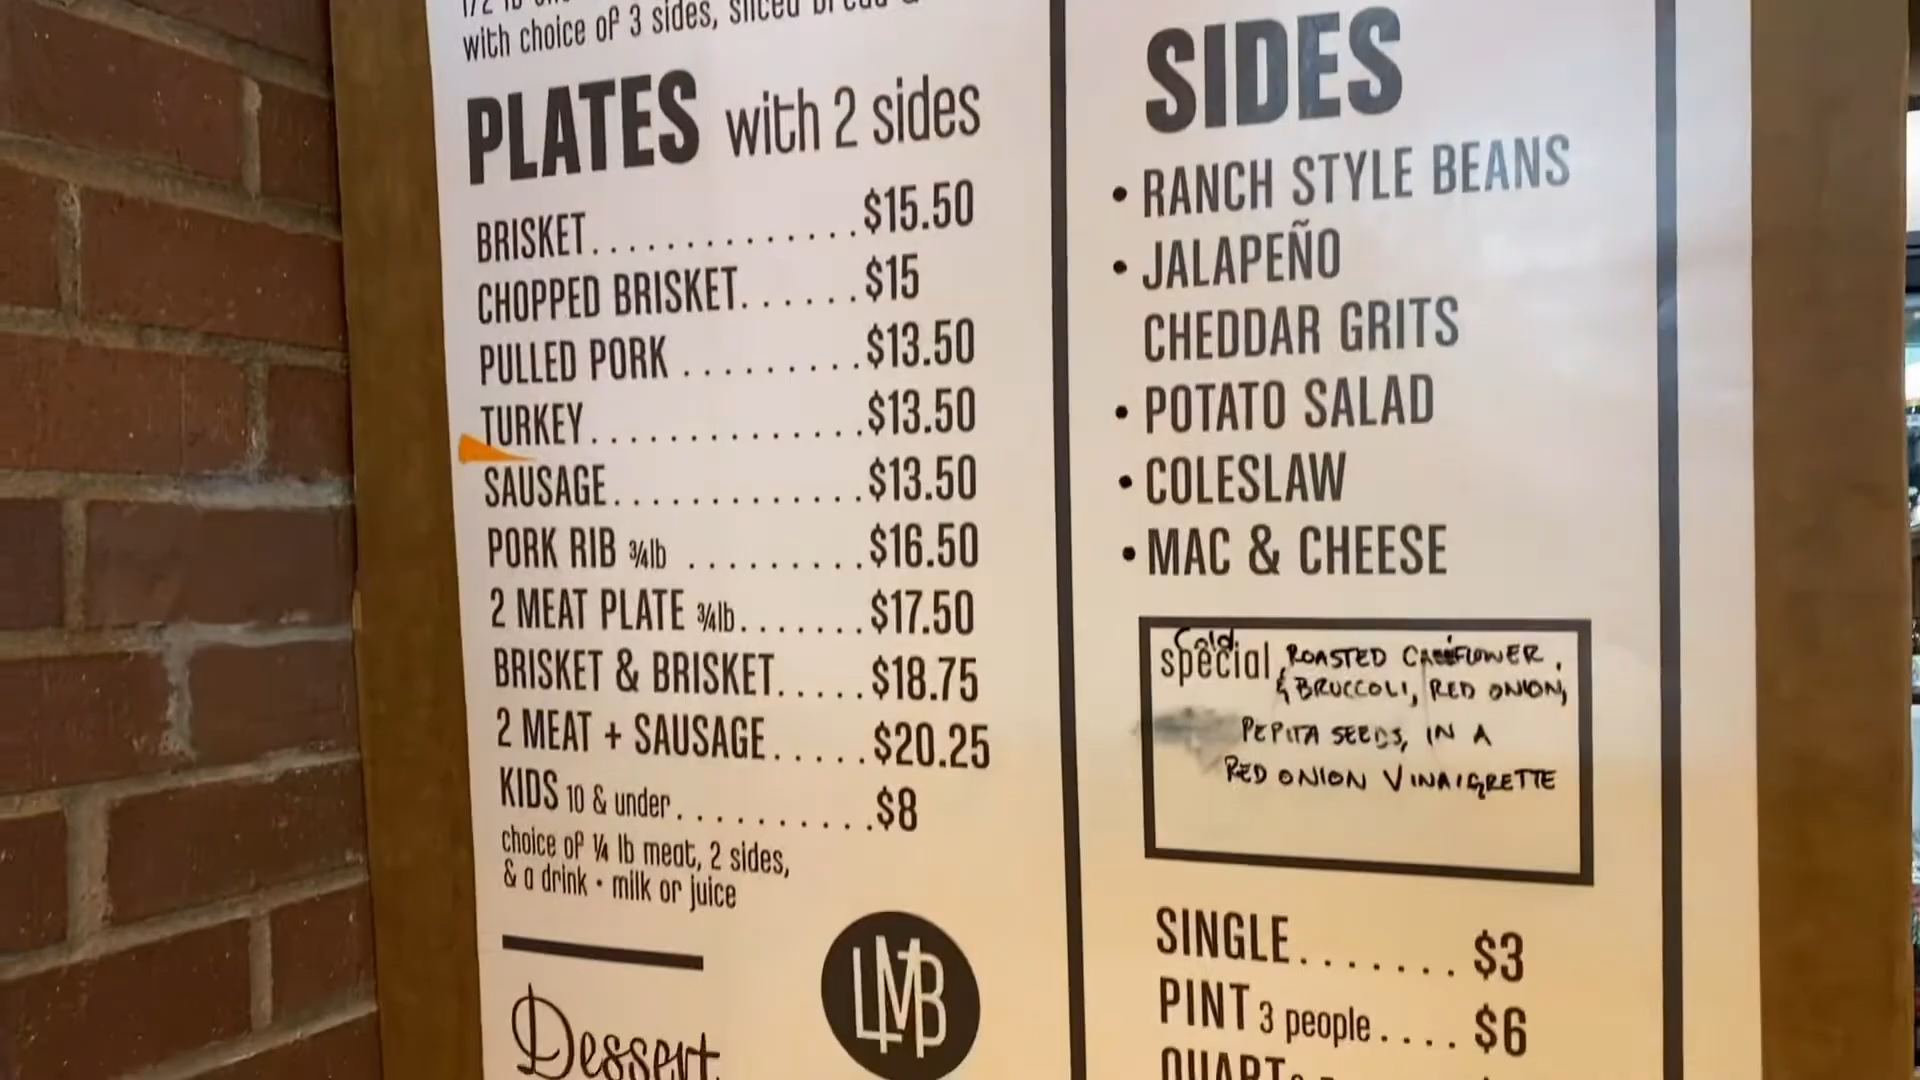 with choice of 3 sides, sliced bread
PLATES with 2 sides
BRISKET..............$15.50
CHOPPED BRISKET......$15
PULLED PORK .........$13.50
TURKEY..............$13.50
SAUSAGE.............$13.50
PORK RIB ¾lb .........$16.50
2 MEAT PLATE ¾lb.......$17.50
BRISKET & BRISKET.....$18.75
2 MEAT + SAUSAGE.....$20.25
KIDS 10 & under..........$8
choice of ¼ lb meat, 2 sides,
& a drink • milk or juice
Dessert
LMB
SIDES
• RANCH STYLE BEANS
• JALAPEÑO
CHEDDAR GRITS
• POTATO SALAD
• COLESLAW
• MAC & CHEESE
Cold
special, ROASTED CAULIFLOWER,
& BRUCCOLI, RED ONION,
PEPITA SEEDS, IN A
RED ONION VINAIGRETTE
SINGLE.......$3
PINT 3 people....$6
QUART